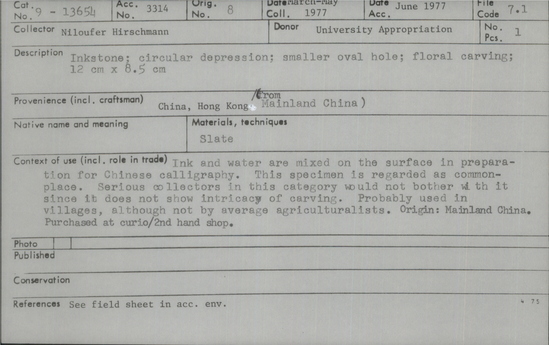 Cat. No. 9 - 13654 Acc. No. 3314 Orig. No. 8 Date Coll. March-May 1977 Date Acc. June 1977 File Code 7.1
Collector Niloufer Hirschmann Donor University Appropriation No. Pcs. 1
Description Inkstone; circular depression; smaller oval hole; floral carving;
12 cm x 8.5 cm
Provenience (incl. craftsman) China, Hong Kong (from Mainland China)
Native name and meaning Materials, techniques
Slate
Context of use (incl. role in trade) Ink and water are mixed on the surface in prepara-
tion for Chinese calligraphy. This specimen is regarded as common-
place. Serious collectors in this category would not bother with it
since it does not show intricacy of carving. Probably used in
villages, although not by average agriculturalists. Origin: Mainland China.
Purchased at curio/2nd hand shop.
Photo
Published
Conservation
References See field sheet in acc. env.
75